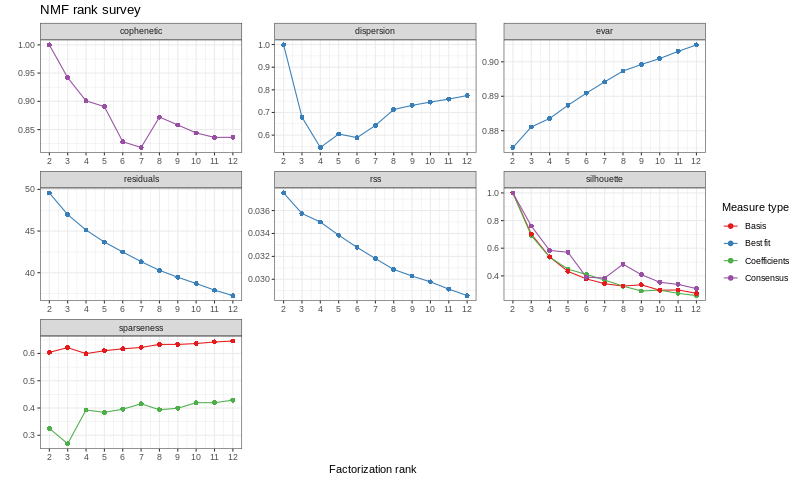 NMF rank survey
cophenetic
dispersion
evar
1.00
0.95
0.90
0.85
1.0
0.9
0.8
0.7
0.6
0.90
0.89
0.88
2 3 4 5 6 7 8 9 10 11 12
2 3 4 5 6 7 8 9 10 11 12
2 3 4 5 6 7 8 9 10 11 12
residuals
rss
silhouette
50
45
40
0.036
0.034
0.032
0.030
1.0
0.8
0.6
0.4
2 3 4 5 6 7 8 9 10 11 12
2 3 4 5 6 7 8 9 10 11 12
2 3 4 5 6 7 8 9 10 11 12
Measure type
Basis
Best fit
Coefficients
Consensus
sparseness
0.6
0.5
0.4
0.3
2 3 4 5 6 7 8 9 10 11 12
Factorization rank